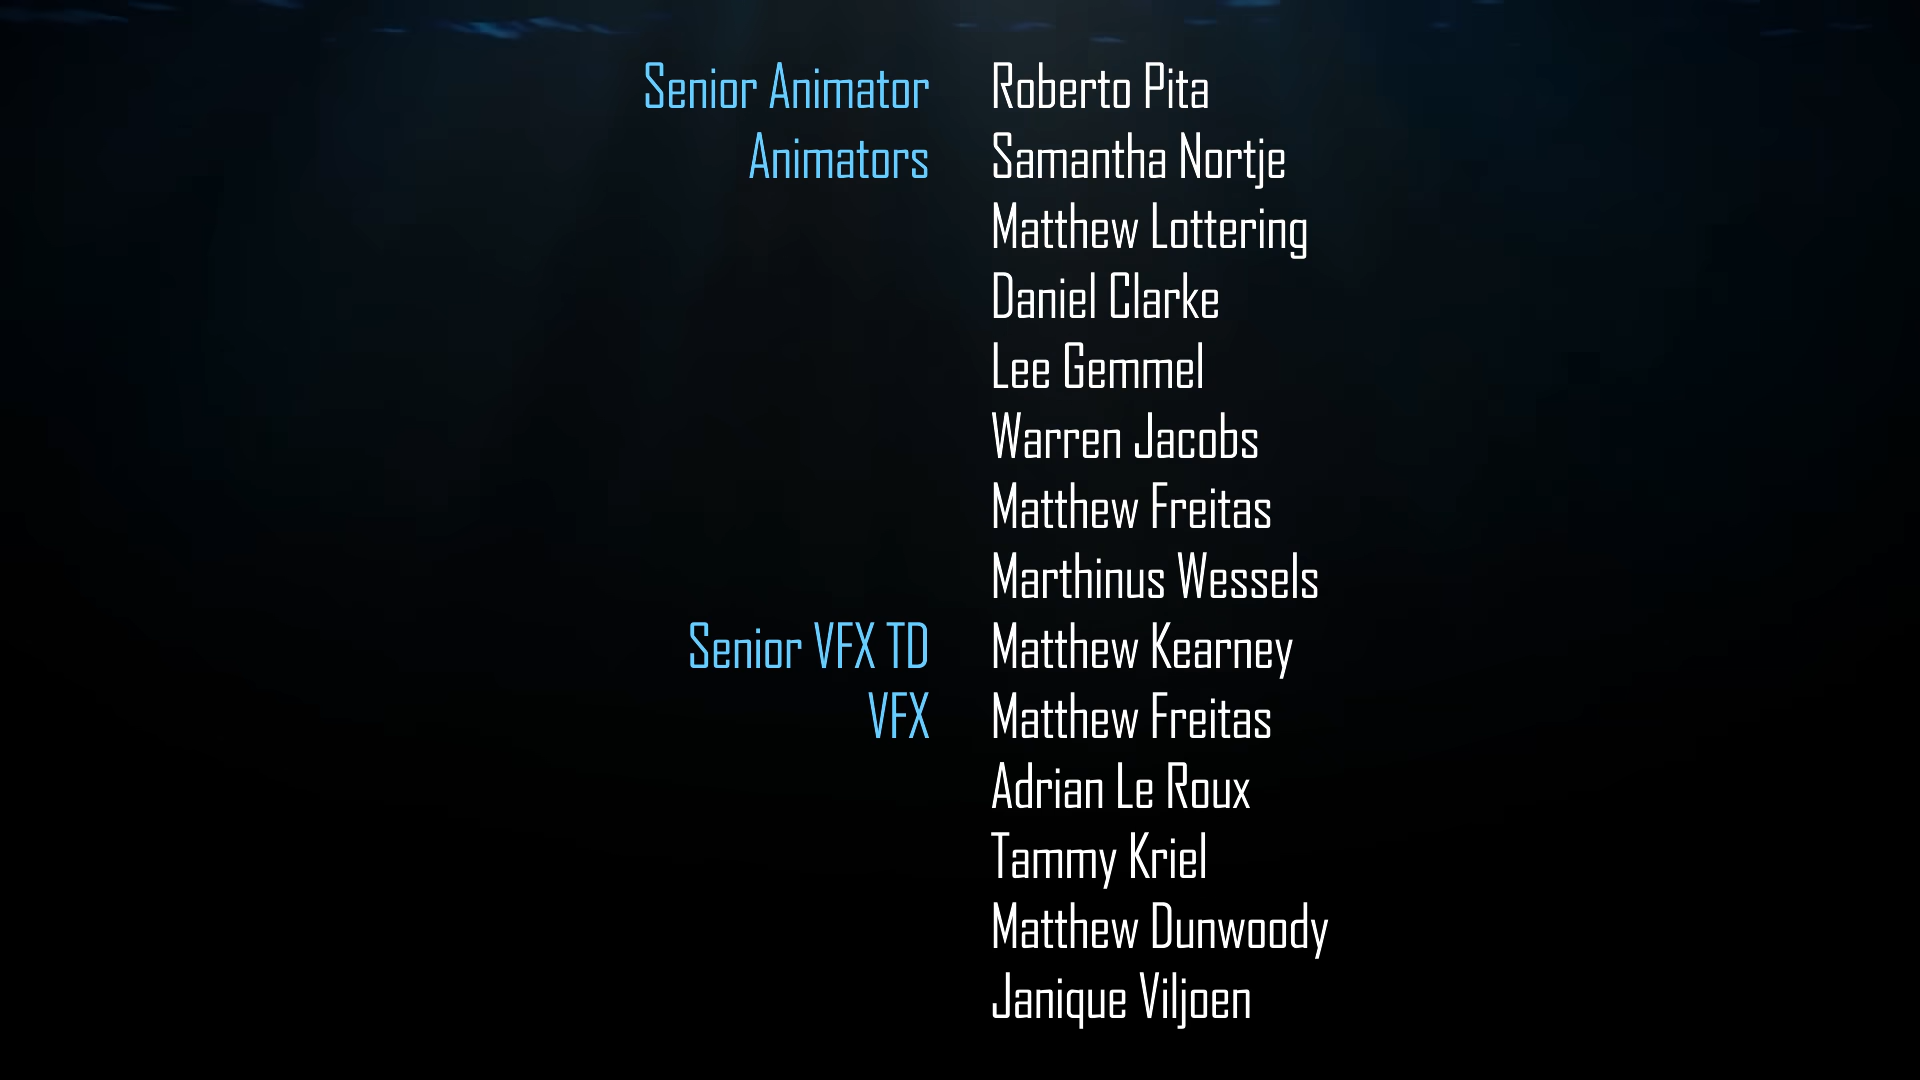 Senior Animator Roberto Pita
Animators Samantha Nortje
Matthew Lottering
Daniel Clarke
Lee Gemmel
Warren Jacobs
Matthew Freitas
Marthinus Wessels
Senior VFX TD Matthew Kearney
VFX Matthew Freitas
Adrian Le Roux
Tammy Kriel
Matthew Dunwoody
Janique Viljoen